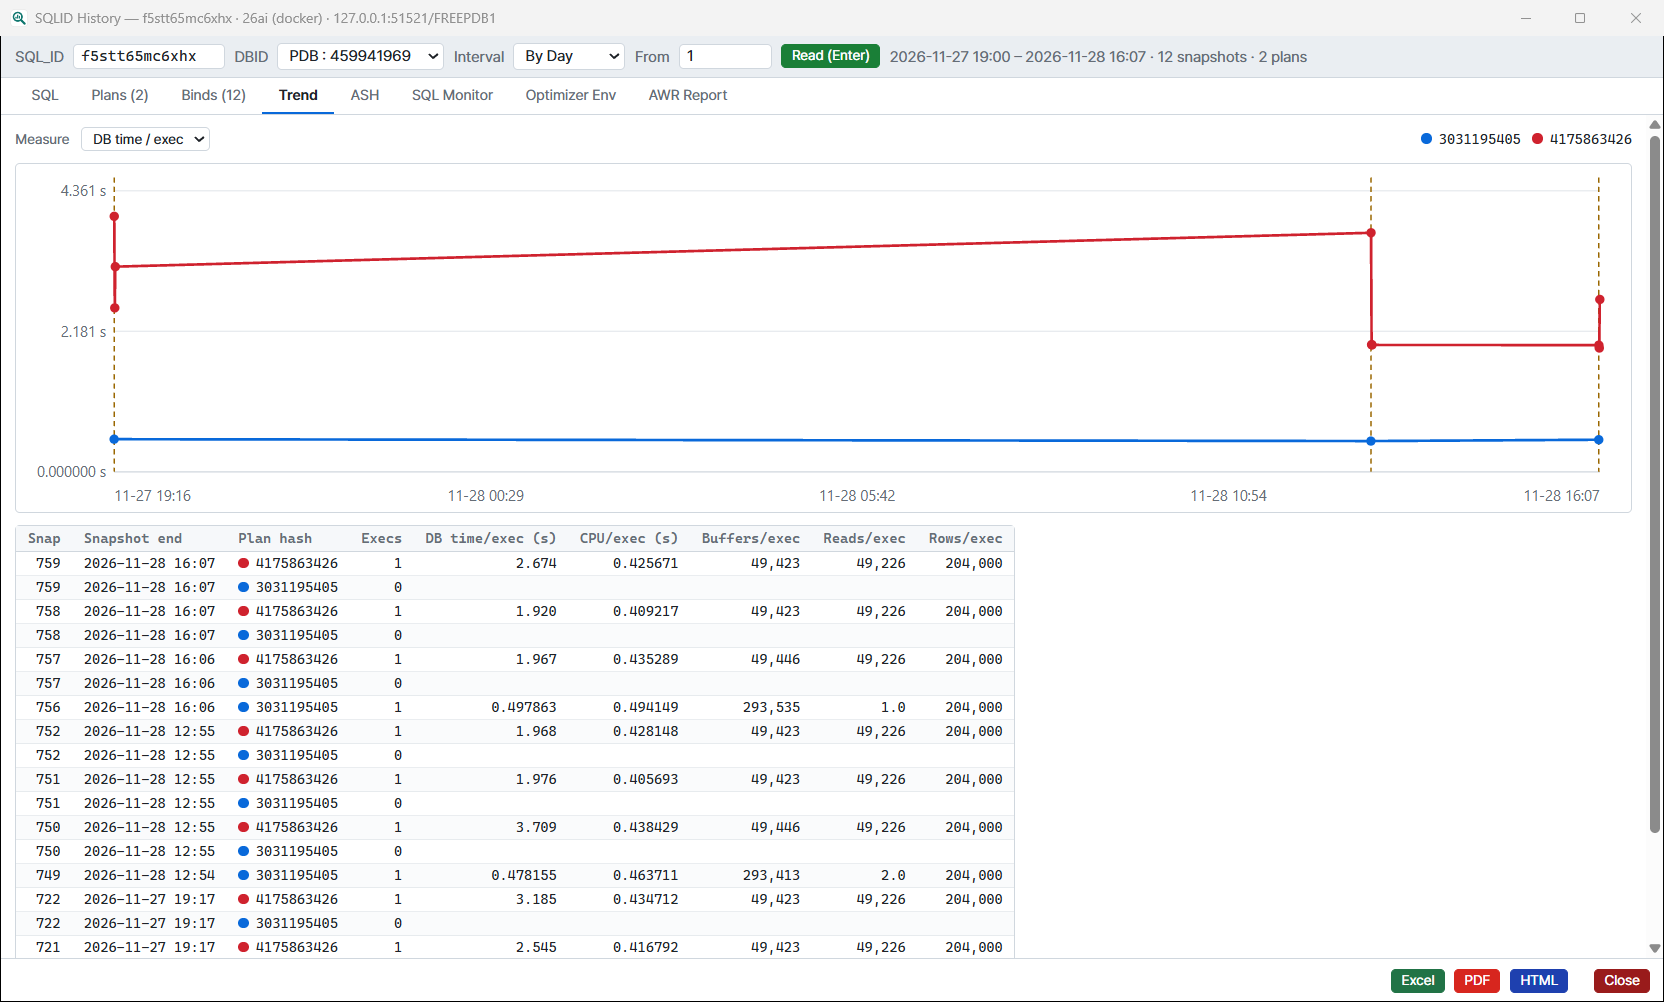 SQLID History — f5stt65mc6xhx · 26ai (docker) · 127.0.0.1:51521/FREEPDB1
SQL_ID f5stt65mc6xhx DBID PDB : 459941969 Interval By Day From 1 Read (Enter) 2026-11-27 19:00 – 2026-11-28 16:07 · 12 snapshots · 2 plans
SQL Plans (2) Binds (12) Trend ASH SQL Monitor Optimizer Env AWR Report
Measure DB time / exec 3031195405 4175863426
4.361 s
2.181 s
0.000000 s
11-27 19:16 11-28 00:29 11-28 05:42 11-28 10:54 11-28 16:07
Snap Snapshot end Plan hash Execs DB time/exec (s) CPU/exec (s) Buffers/exec Reads/exec Rows/exec
759 2026-11-28 16:07 4175863426 1 2.674 0.425671 49,423 49,226 204,000
759 2026-11-28 16:07 3031195405 0
758 2026-11-28 16:07 4175863426 1 1.920 0.409217 49,423 49,226 204,000
758 2026-11-28 16:07 3031195405 0
757 2026-11-28 16:06 4175863426 1 1.967 0.435289 49,446 49,226 204,000
757 2026-11-28 16:06 3031195405 0
756 2026-11-28 16:06 3031195405 1 0.497863 0.494149 293,535 1.0 204,000
752 2026-11-28 12:55 4175863426 1 1.968 0.428148 49,423 49,226 204,000
752 2026-11-28 12:55 3031195405 0
751 2026-11-28 12:55 4175863426 1 1.976 0.405693 49,423 49,226 204,000
751 2026-11-28 12:55 3031195405 0
750 2026-11-28 12:55 4175863426 1 3.709 0.438429 49,446 49,226 204,000
750 2026-11-28 12:55 3031195405 0
749 2026-11-28 12:54 3031195405 1 0.478155 0.463711 293,413 2.0 204,000
722 2026-11-27 19:17 4175863426 1 3.185 0.434712 49,423 49,226 204,000
722 2026-11-27 19:17 3031195405 0
721 2026-11-27 19:17 4175863426 1 2.545 0.416792 49,423 49,226 204,000
Excel PDF HTML Close